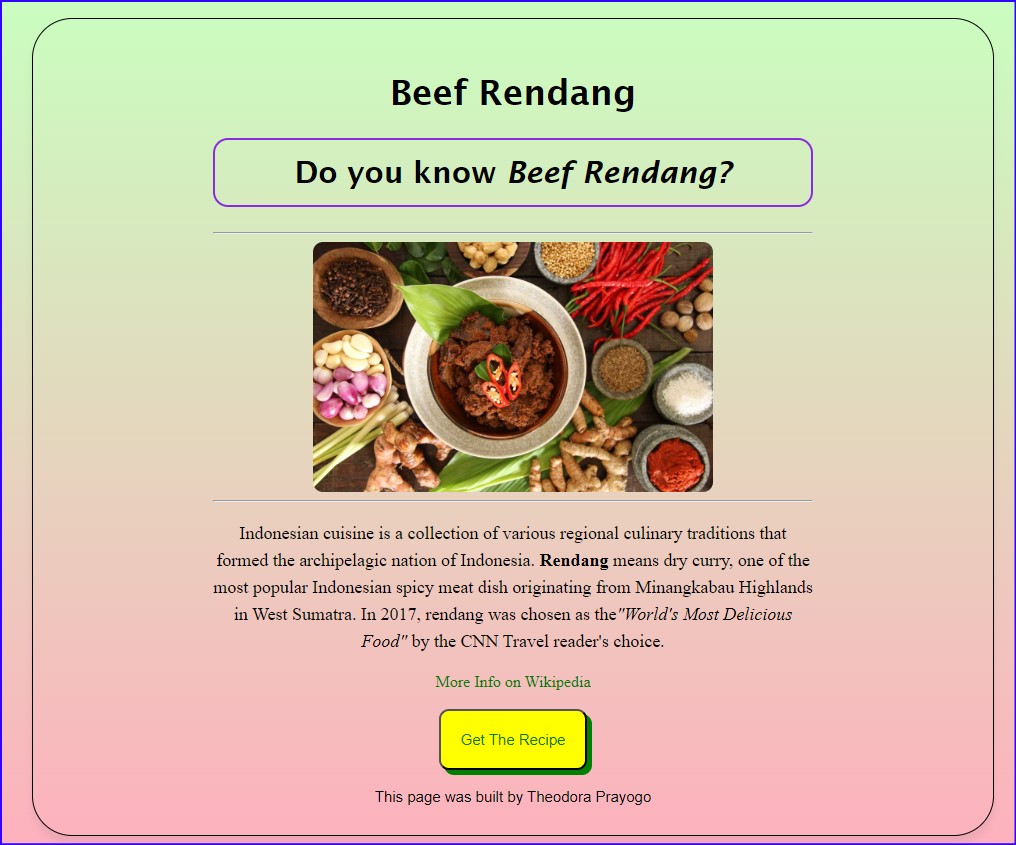 Beef Rendang
Do you know Beef Rendang?
Indonesian cuisine is a collection of various regional culinary traditions that
formed the archipelagic nation of Indonesia. Rendang means dry curry, one of the
most popular Indonesian spicy meat dish originating from Minangkabau Highlands
in West Sumatra. In 2017, rendang was chosen as the"World's Most Delicious
Food" by the CNN Travel reader's choice.
More Info on Wikipedia
Get The Recipe
This page was built by Theodora Prayogo